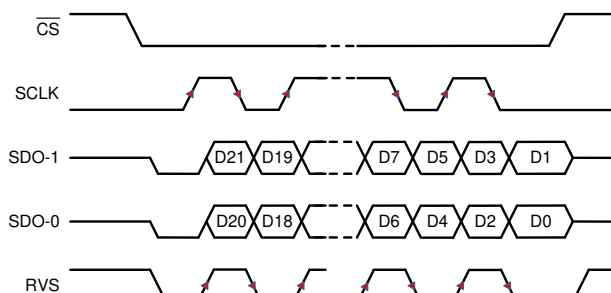 CS
SCLK
SDO-1 D21 D19 D7 D5 D3 D1
SDO-0 D20 D18 D6 D4 D2 D0
RVS